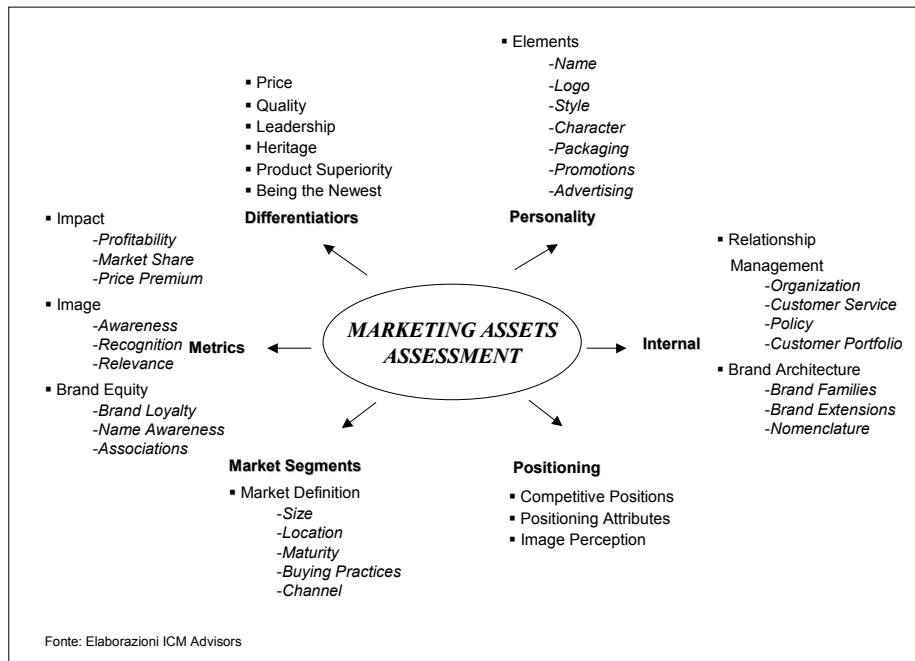 ▪ Elements
-Name
-Logo
-Style
-Character
-Packaging
-Promotions
-Advertising
Personality
▪ Price
▪ Quality
▪ Leadership
▪ Heritage
▪ Product Superiority
▪ Being the Newest
Differentiatiors
▪ Impact
-Profitability
-Market Share
-Price Premium
▪ Image
-Awareness
-Recognition
-Relevance
▪ Brand Equity
-Brand Loyalty
-Name Awareness
-Associations
Metrics
MARKETING ASSETS
ASSESSMENT
Internal
▪ Relationship
Management
-Organization
-Customer Service
-Policy
-Customer Portfolio
▪ Brand Architecture
-Brand Families
-Brand Extensions
-Nomenclature
Market Segments
▪ Market Definition
-Size
-Location
-Maturity
-Buying Practices
-Channel
Positioning
▪ Competitive Positions
▪ Positioning Attributes
▪ Image Perception
Fonte: Elaborazioni ICM Advisors